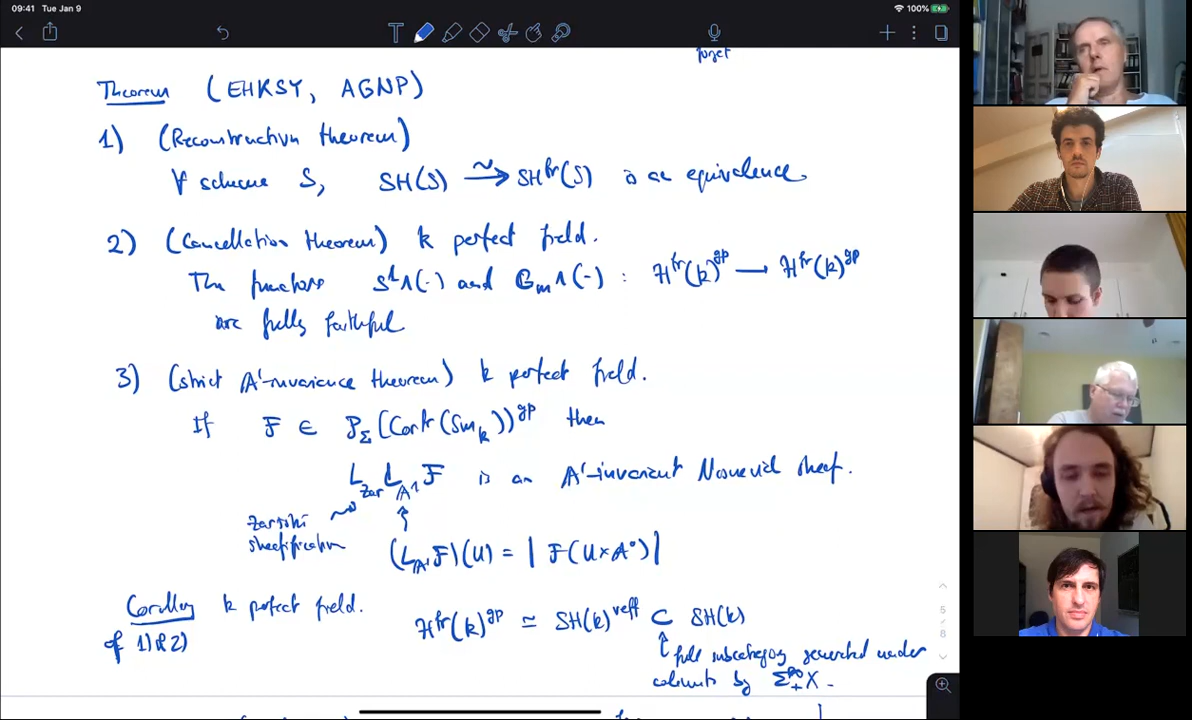 09:41 Tue Jan 9
100%
target
Theorem (EHKSY, AGNP)
1) (Reconstruction theorem)
∀ scheme S, SH(S) ≃→ SH^fr(S) is an equivalence.
2) (Cancellation theorem) k perfect field.
The functors S^1∧(-) and G_m∧(-) : H^fr(k)^gp → H^fr(k)^gp
are fully faithful
3) (strict A^1-invariance theorem) k perfect field.
If F ∈ P_Σ(Corr^fr(Sm_k))^gp then
L_zar L_A^1 F is an A^1-invariant Nisnevich sheaf.
Zariski
sheafification
(L_A^1 F)(U) = | F(U×A^•) |
Corollary k perfect field.
of 1) & 2)
H^fr(k)^gp ≃ SH(k)^veff ⊂ SH(k)
↑ full subcategory generated under
colimits by Σ^∞_+ X.
5
/
8